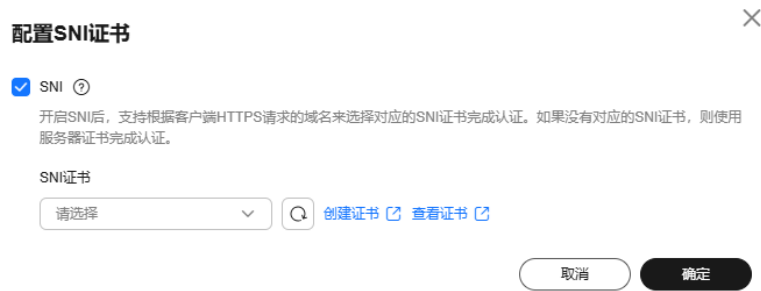 配置SNI证书
SNI
开启SNI后，支持根据客户端HTTPS请求的域名来选择对应的SNI证书完成认证。如果没有对应的SNI证书，则使用
服务器证书完成认证。
SNI证书
请选择 创建证书 查看证书
取消 确定